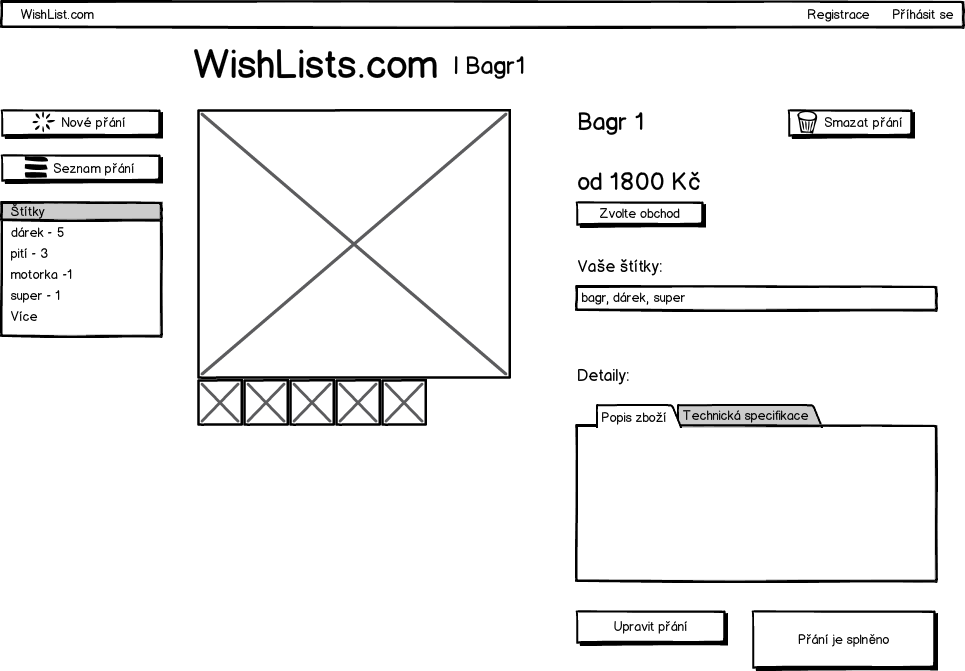 WishList.com
Registrace
Příhásit se
WishLists.com | Bagr1
Nové přání
Seznam přání
Štítky
dárek - 5
pití - 3
motorka -1
super - 1
Více
Bagr 1
Smazat přání
od 1800 Kč
Zvolte obchod
Vaše štítky:
bagr, dárek, super
Detaily:
Popis zboží
Technická specifikace
Upravit přání
Přání je splněno